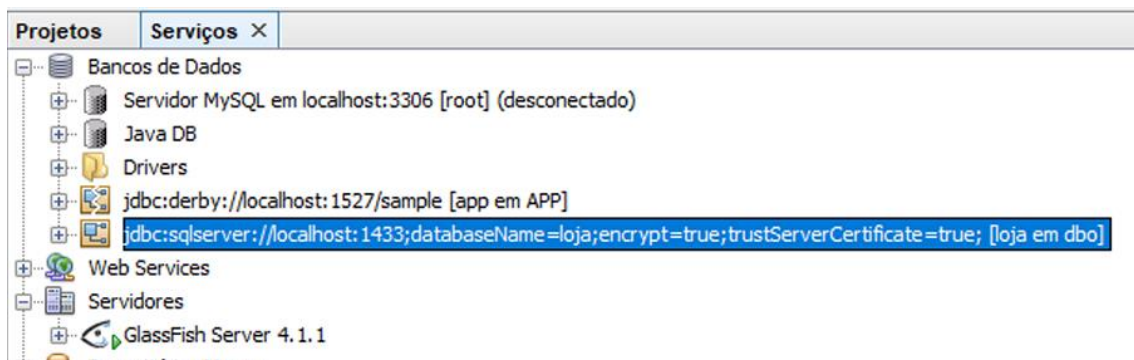 Projetos Serviços
Bancos de Dados
Servidor MySQL em localhost:3306 [root] (desconectado)
Java DB
Drivers
jdbc:derby://localhost:1527/sample [app em APP]
jdbc:sqlserver://localhost:1433;databaseName=loja;encrypt=true;trustServerCertificate=true; [loja em dbo]
Web Services
Servidores
GlassFish Server 4.1.1